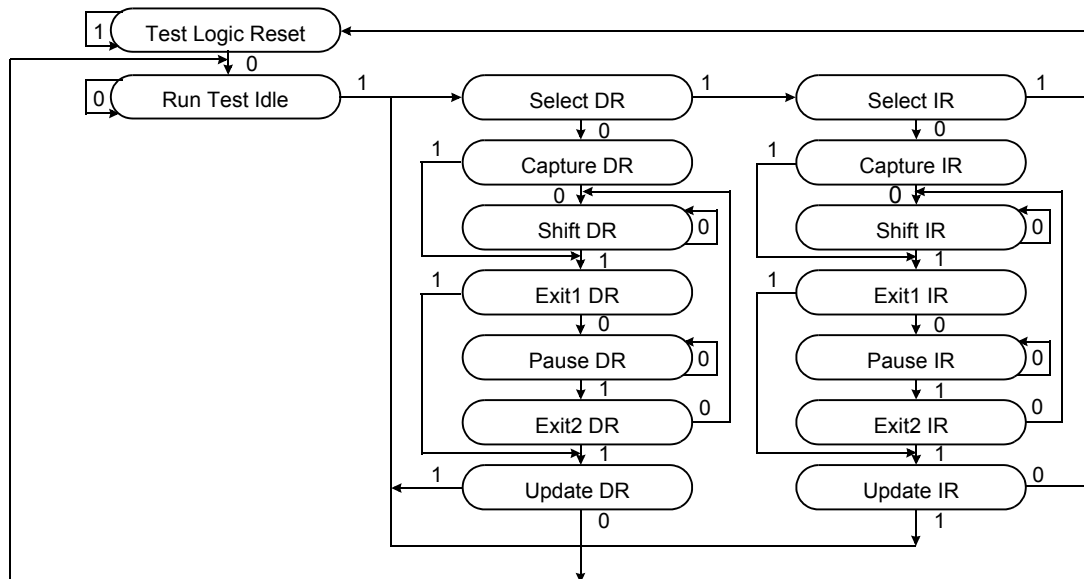 1 Test Logic Reset
0
0 Run Test Idle 1 Select DR 1 Select IR 1
0 0
1 Capture DR 1 Capture IR
0 0
Shift DR 0 Shift IR 0
1 1
1 Exit1 DR 1 Exit1 IR
0 0
Pause DR 0 Pause IR 0
1 1
Exit2 DR 0 Exit2 IR 0
1 1
1 Update DR Update IR 0
0 1